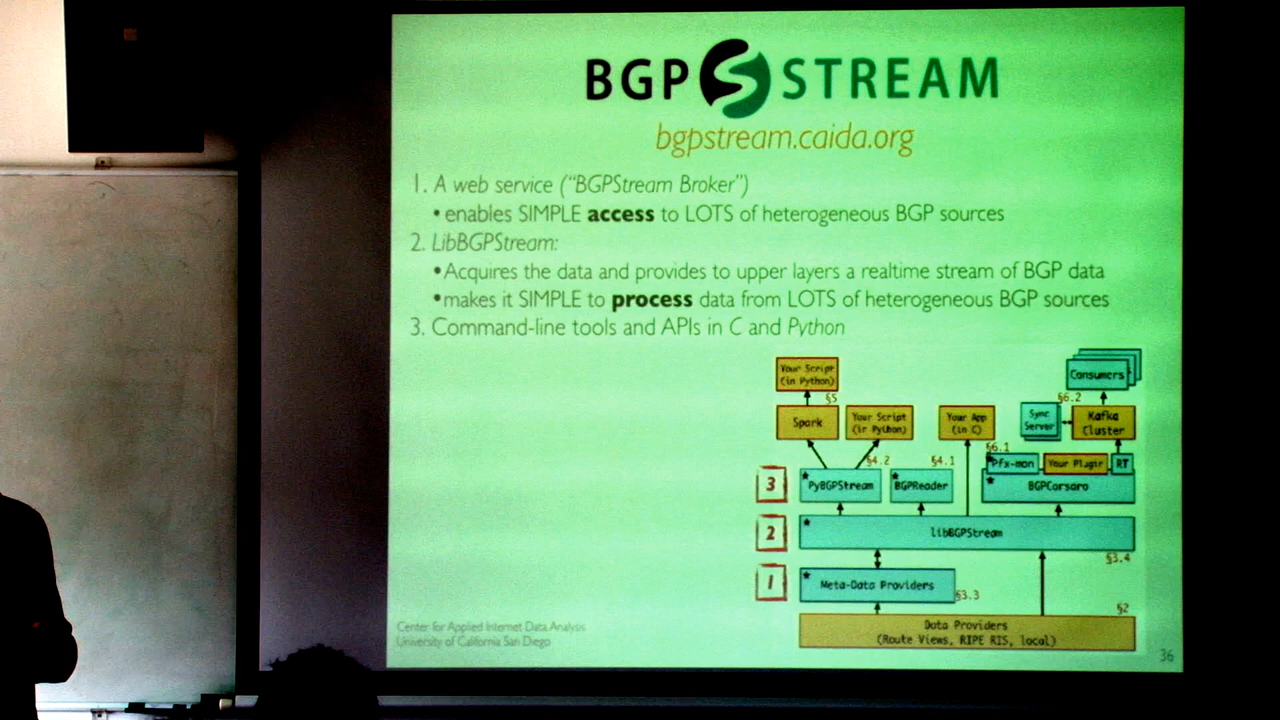 BGP STREAM
bgpstream.caida.org
1. A web service ("BGPStream Broker")
• enables SIMPLE access to LOTS of heterogeneous BGP sources
2. LibBGPStream:
• Acquires the data and provides to upper layers a realtime stream of BGP data
• makes it SIMPLE to process data from LOTS of heterogeneous BGP sources
3. Command-line tools and APIs in C and Python
Your Script
(in Python)
§5
Spark
Your Script
(in Python)
Your App
(in C)
Consumers
§6.2
Sync
Server
Kafka
Cluster
§4.2
§4.1
§6.1
Pfx-mon
Your Plugin
RT
3
PyBGPStream
BGPReader
BGPCorsaro
2
libBGPStream
§3.4
1
Meta-Data Providers
§3.3
§2
Data Providers
(Route Views, RIPE RIS, local)
Center for Applied Internet Data Analysis
University of California San Diego
36